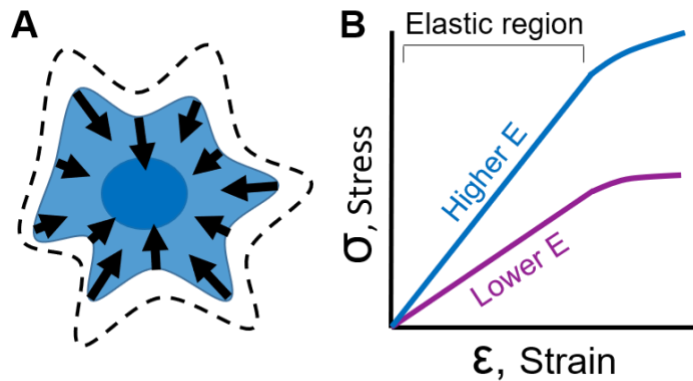 A
B
Elastic region
σ, Stress
Higher E
Lower E
ε, Strain